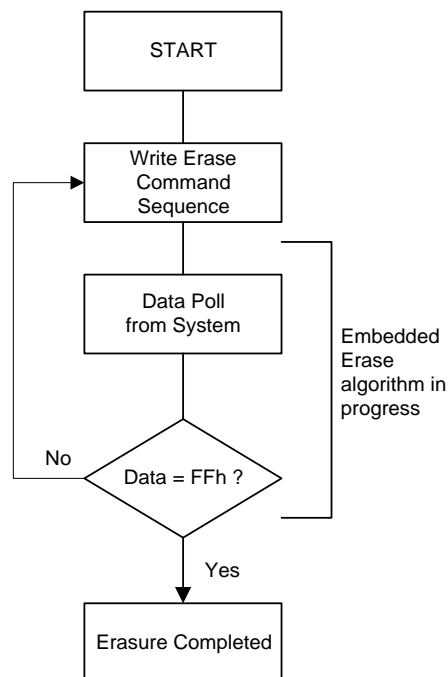 START
Write Erase
Command
Sequence
Data Poll
from System
Embedded
Erase
algorithm in
progress
No
Data = FFh ?
Yes
Erasure Completed